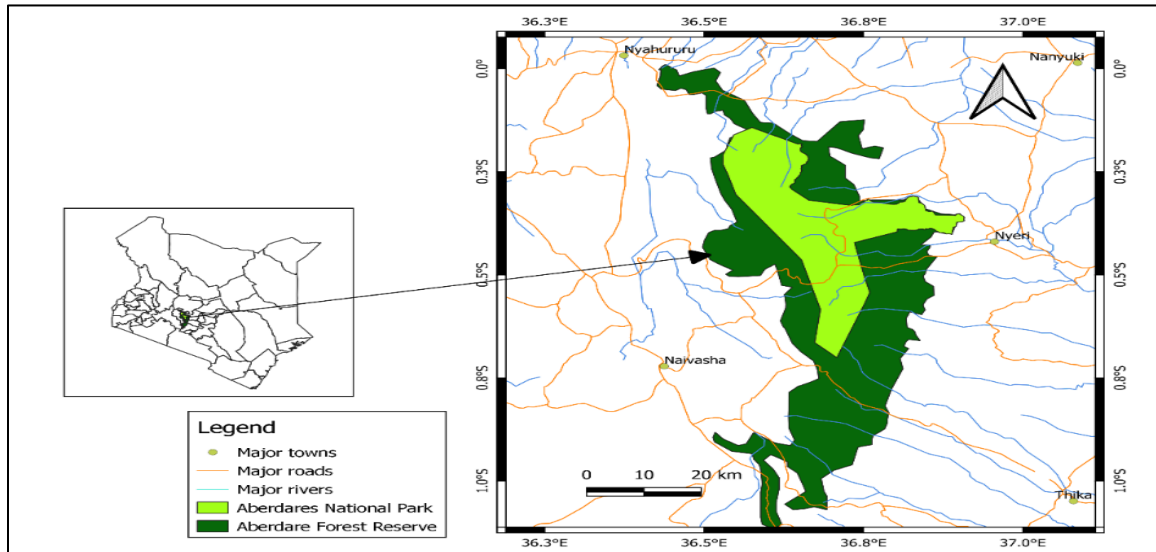 36.3°E 36.5°E 36.8°E 37.0°E
Nyahururu
Nanyuki
0.0°
0.0°
0.3°S
0.3°S
Nyeri
0.5°S
0.5°S
Naivasha
0.8°S
0.8°S
Legend
Major towns
Major roads
Major rivers
Aberdares National Park
Aberdare Forest Reserve
0 10 20 km
1.0°S
1.0°S
Thika
36.3°E 36.5°E 36.8°E 37.0°E